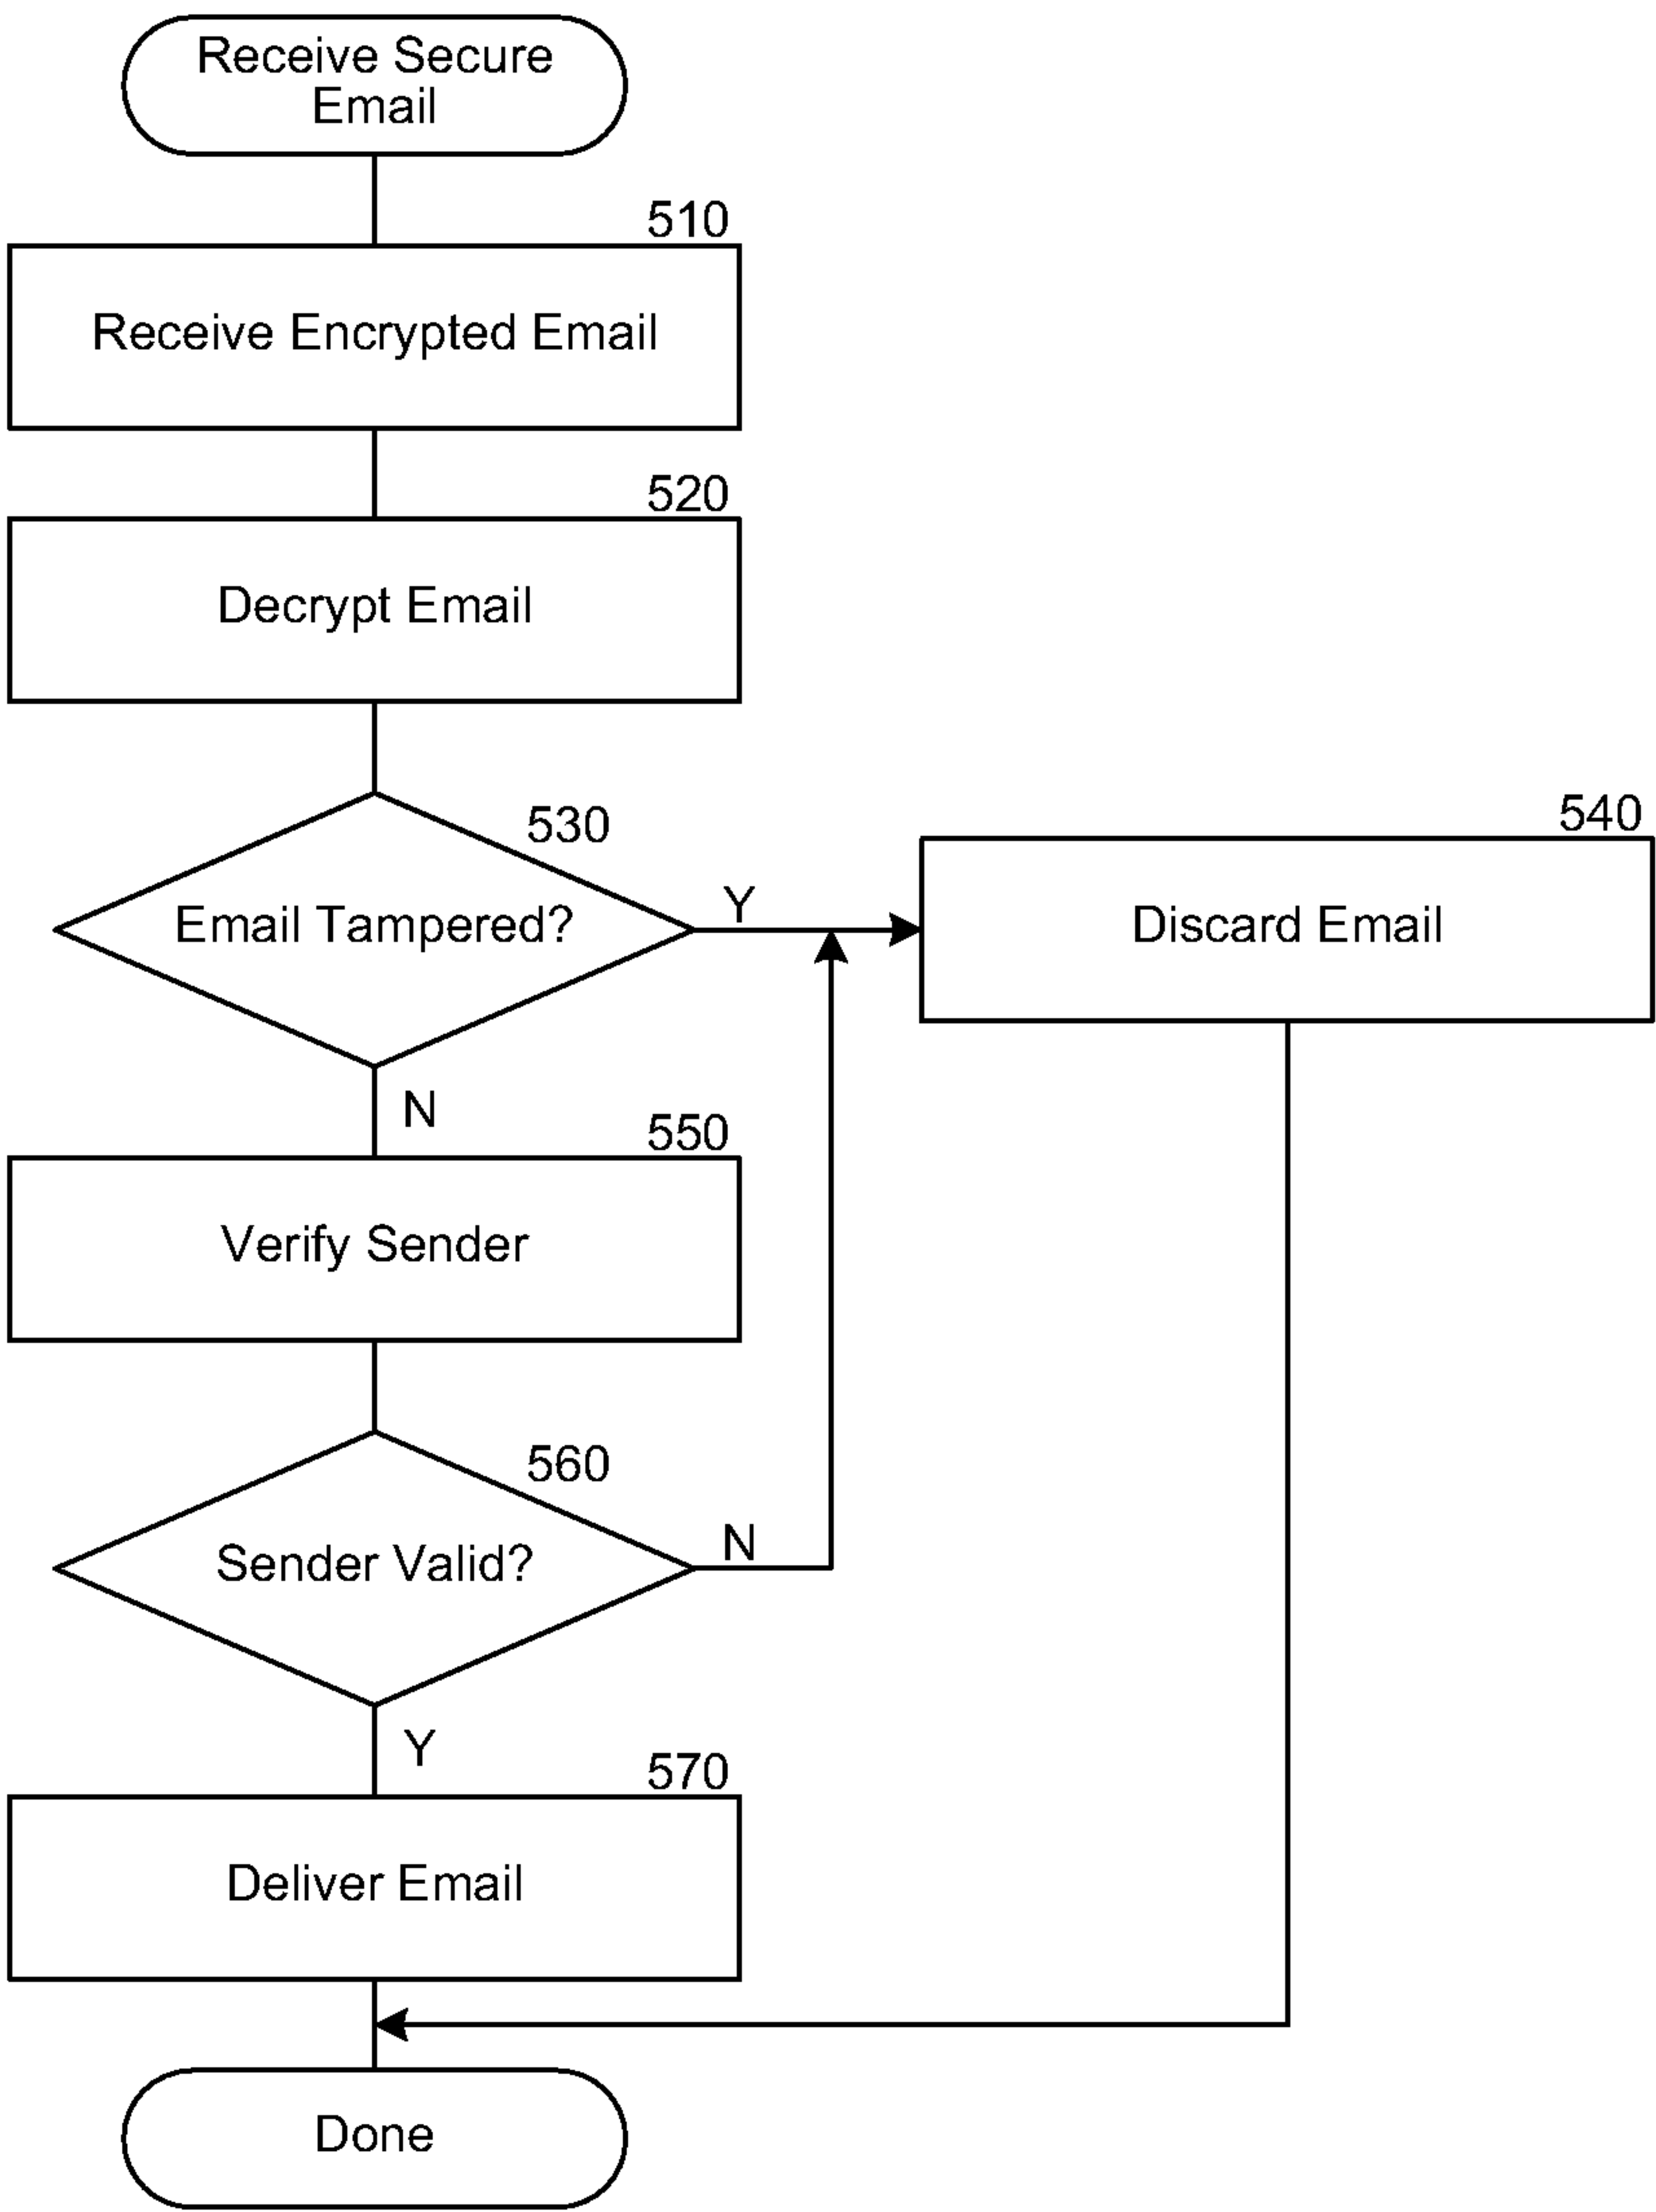 Receive Secure
Email
510
Receive Encrypted Email
520
Decrypt Email
530
Email Tampered?
Y
540
Discard Email
N
550
Verify Sender
560
Sender Valid?
N
Y
570
Deliver Email
Done